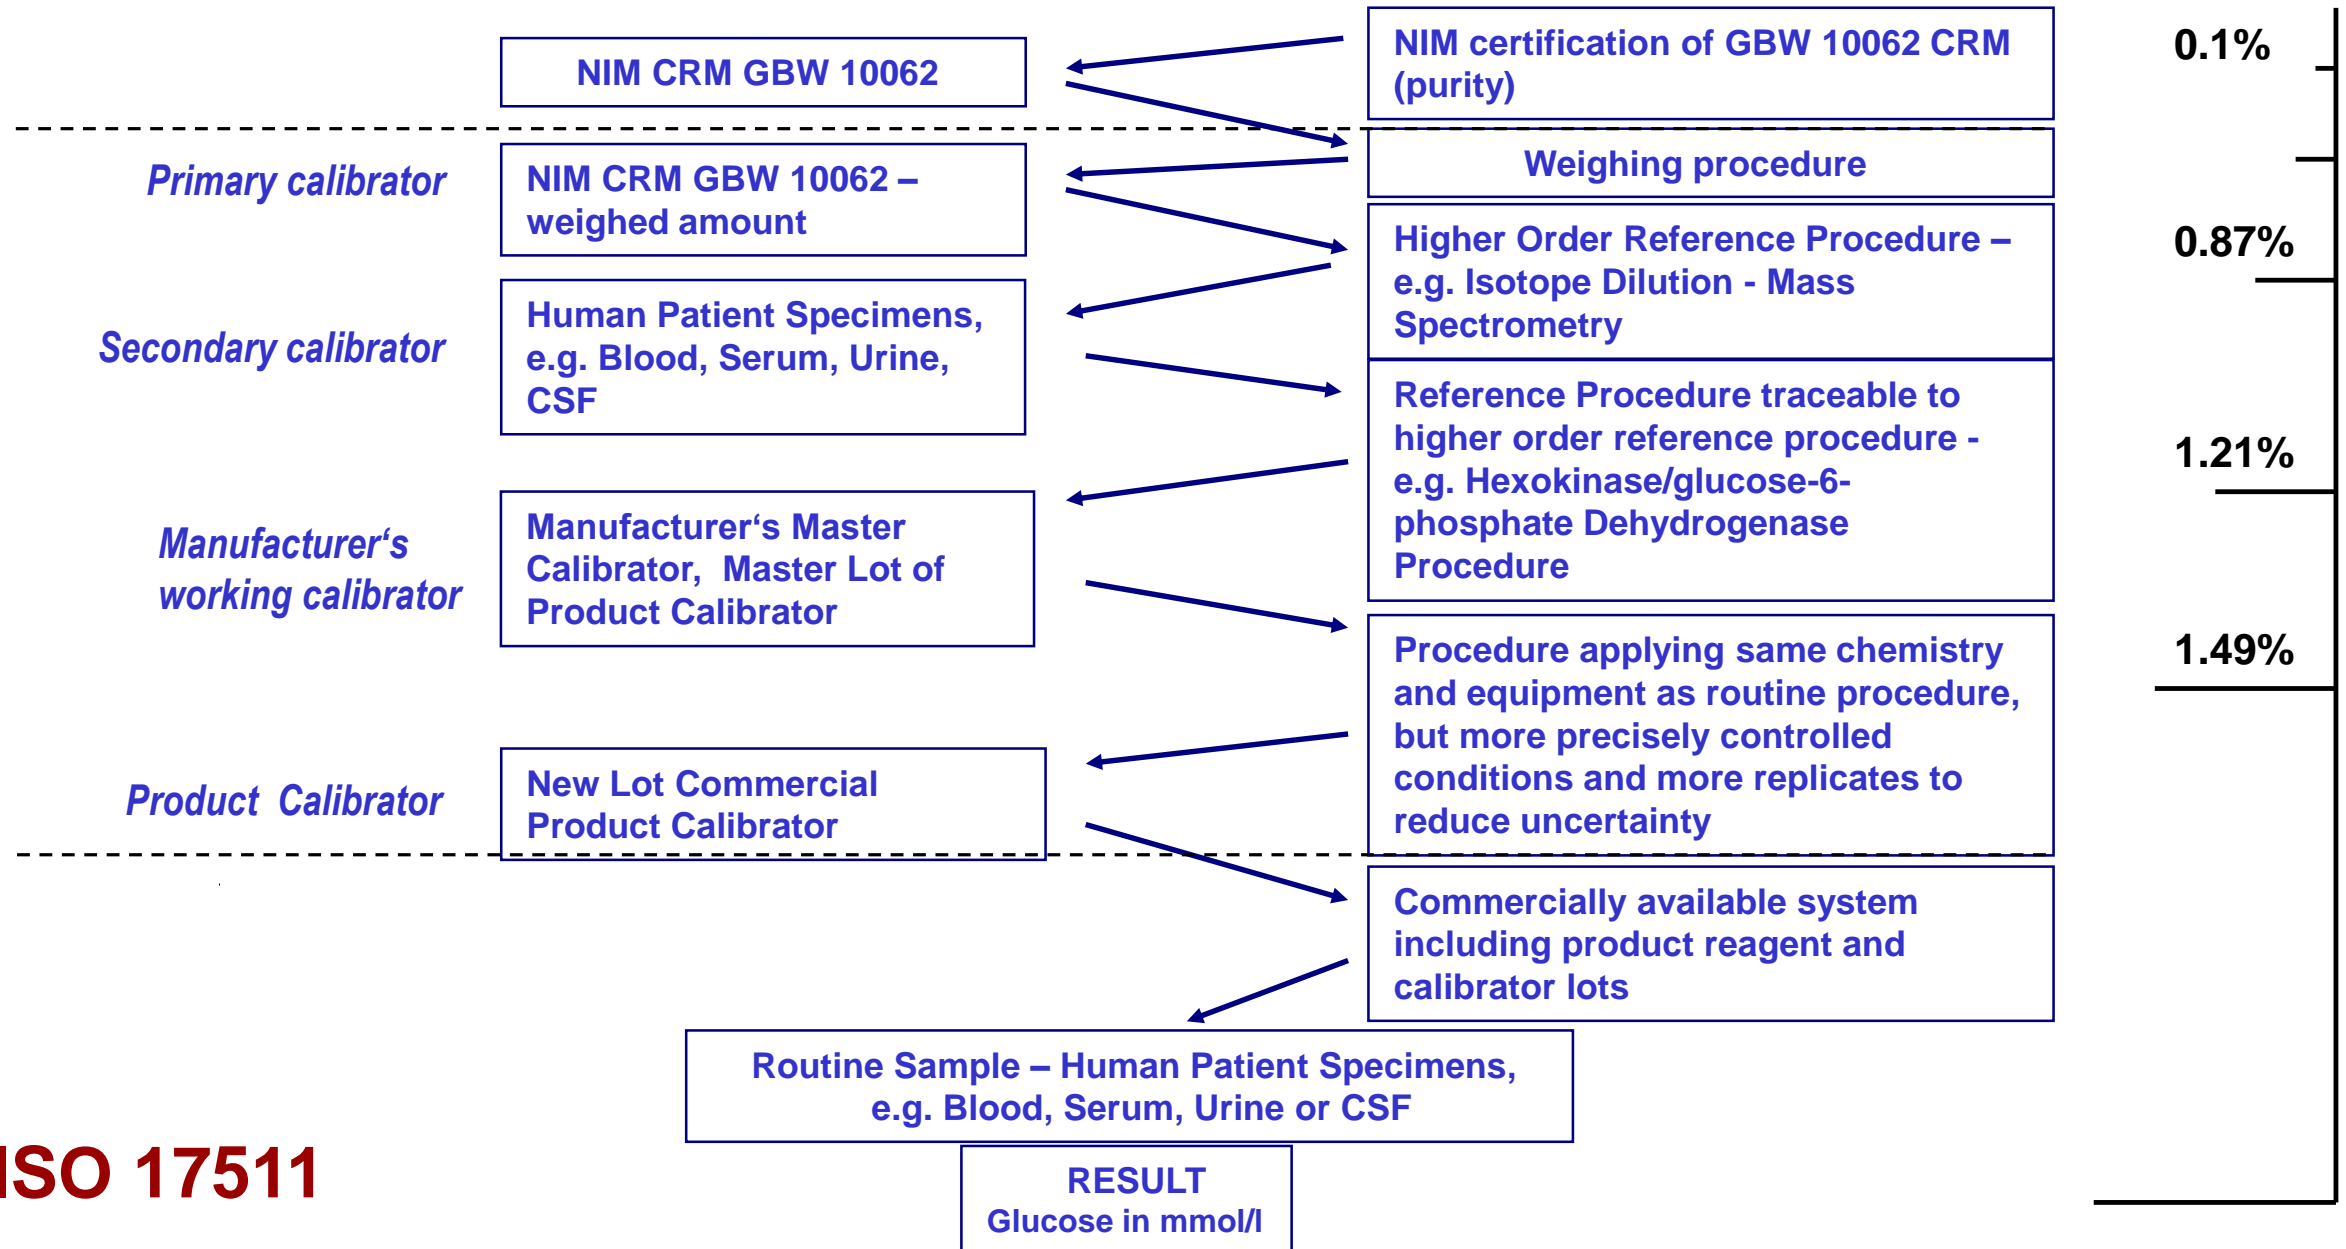 NIM CRM GBW 10062
NIM certification of GBW 10062 CRM
(purity)
0.1%
Primary calibrator
NIM CRM GBW 10062 –
weighed amount
Weighing procedure
Higher Order Reference Procedure –
e.g. Isotope Dilution - Mass
Spectrometry
0.87%
Secondary calibrator
Human Patient Specimens,
e.g. Blood, Serum, Urine,
CSF
Reference Procedure traceable to
higher order reference procedure -
e.g. Hexokinase/glucose-6-
phosphate Dehydrogenase
Procedure
1.21%
Manufacturer‘s
working calibrator
Manufacturer‘s Master
Calibrator,  Master Lot of
Product Calibrator
Procedure applying same chemistry
and equipment as routine procedure,
but more precisely controlled
conditions and more replicates to
reduce uncertainty
1.49%
Product  Calibrator
New Lot Commercial
Product Calibrator
Commercially available system
including product reagent and
calibrator lots
Routine Sample – Human Patient Specimens,
e.g. Blood, Serum, Urine or CSF
ISO 17511
RESULT
Glucose in mmol/l